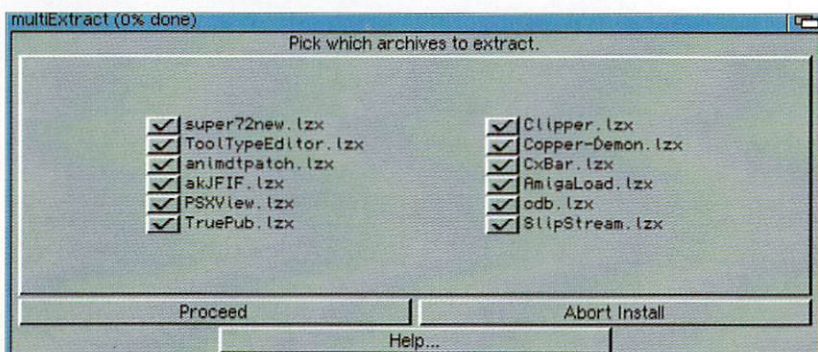 multiExtract (0% done)
Pick which archives to extract.
super72new.lzx
ToolTypeEditor.lzx
animdtpatch.lzx
akJFIF.lzx
PSXView.lzx
TruePub.lzx
Clipper.lzx
Copper-Demon.lzx
CxBar.lzx
AmigaLoad.lzx
cdb.lzx
SlipStream.lzx
Proceed
Abort Install
Help...